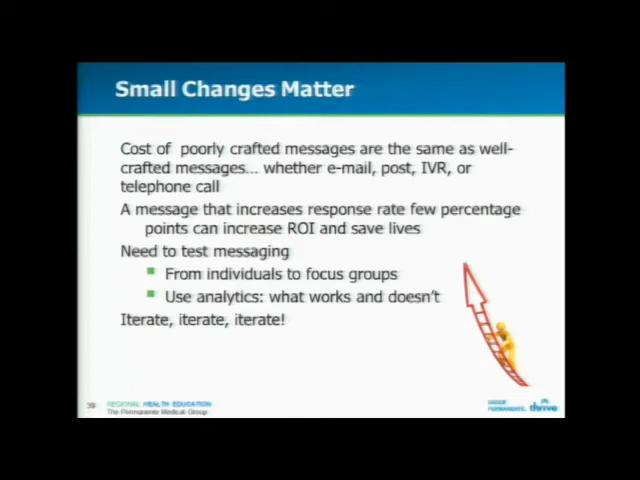 Small Changes Matter
Cost of poorly crafted messages are the same as well-
crafted messages... whether e-mail, post, IVR, or
telephone call
A message that increases response rate few percentage
points can increase ROI and save lives
Need to test messaging
From individuals to focus groups
Use analytics: what works and doesn't
Iterate, iterate, iterate!
39
REGIONAL HEALTH EDUCATION
The Permanente Medical Group
KAISER
PERMANENTE.
thrive